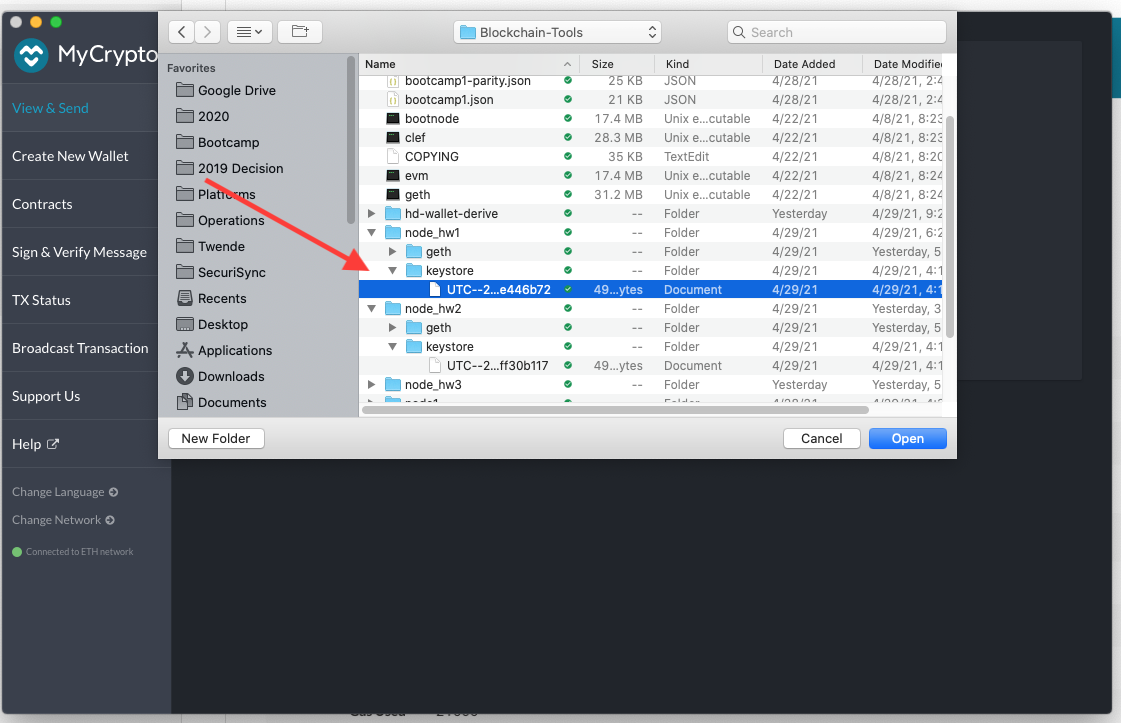 MyCrypto
View & Send
Create New Wallet
Contracts
Sign & Verify Message
TX Status
Broadcast Transaction
Support Us
Help
Change Language
Change Network
Connected to ETH network
Blockchain-Tools
Search
Favorites
Google Drive
2020
Bootcamp
2019 Decision
Platforms
Operations
Twende
SecuriSync
Recents
Desktop
Applications
Downloads
Documents
Name Size Kind Date Added Date Modified
bootcamp1-parity.json 25 KB JSON 4/28/21 4/28/21, 2:4
bootcamp1.json 21 KB JSON 4/28/21 4/28/21, 2:4
bootnode 17.4 MB Unix e...cutable 4/22/21 4/8/21, 8:23
clef 28.3 MB Unix e...cutable 4/22/21 4/8/21, 8:23
COPYING 35 KB TextEdit 4/22/21 4/8/21, 8:20
evm 17.4 MB Unix e...cutable 4/22/21 4/8/21, 8:24
geth 31.2 MB Unix e...cutable 4/22/21 4/8/21, 8:24
hd-wallet-derive -- Folder Yesterday 4/29/21, 9:2
node_hw1 -- Folder 4/29/21 4/29/21, 6:2
geth -- Folder 4/29/21 Yesterday, 5
keystore -- Folder 4/29/21 4/29/21, 4:1
UTC--2...e446b72 49...ytes Document 4/29/21 4/29/21, 4:1
node_hw2 -- Folder 4/29/21 Yesterday, 3
geth -- Folder 4/29/21 Yesterday, 5
keystore -- Folder 4/29/21 4/29/21, 4:1
UTC--2...ff30b117 49...ytes Document 4/29/21 4/29/21, 4:1
node_hw3 -- Folder Yesterday Yesterday, 5
New Folder
Cancel
Open